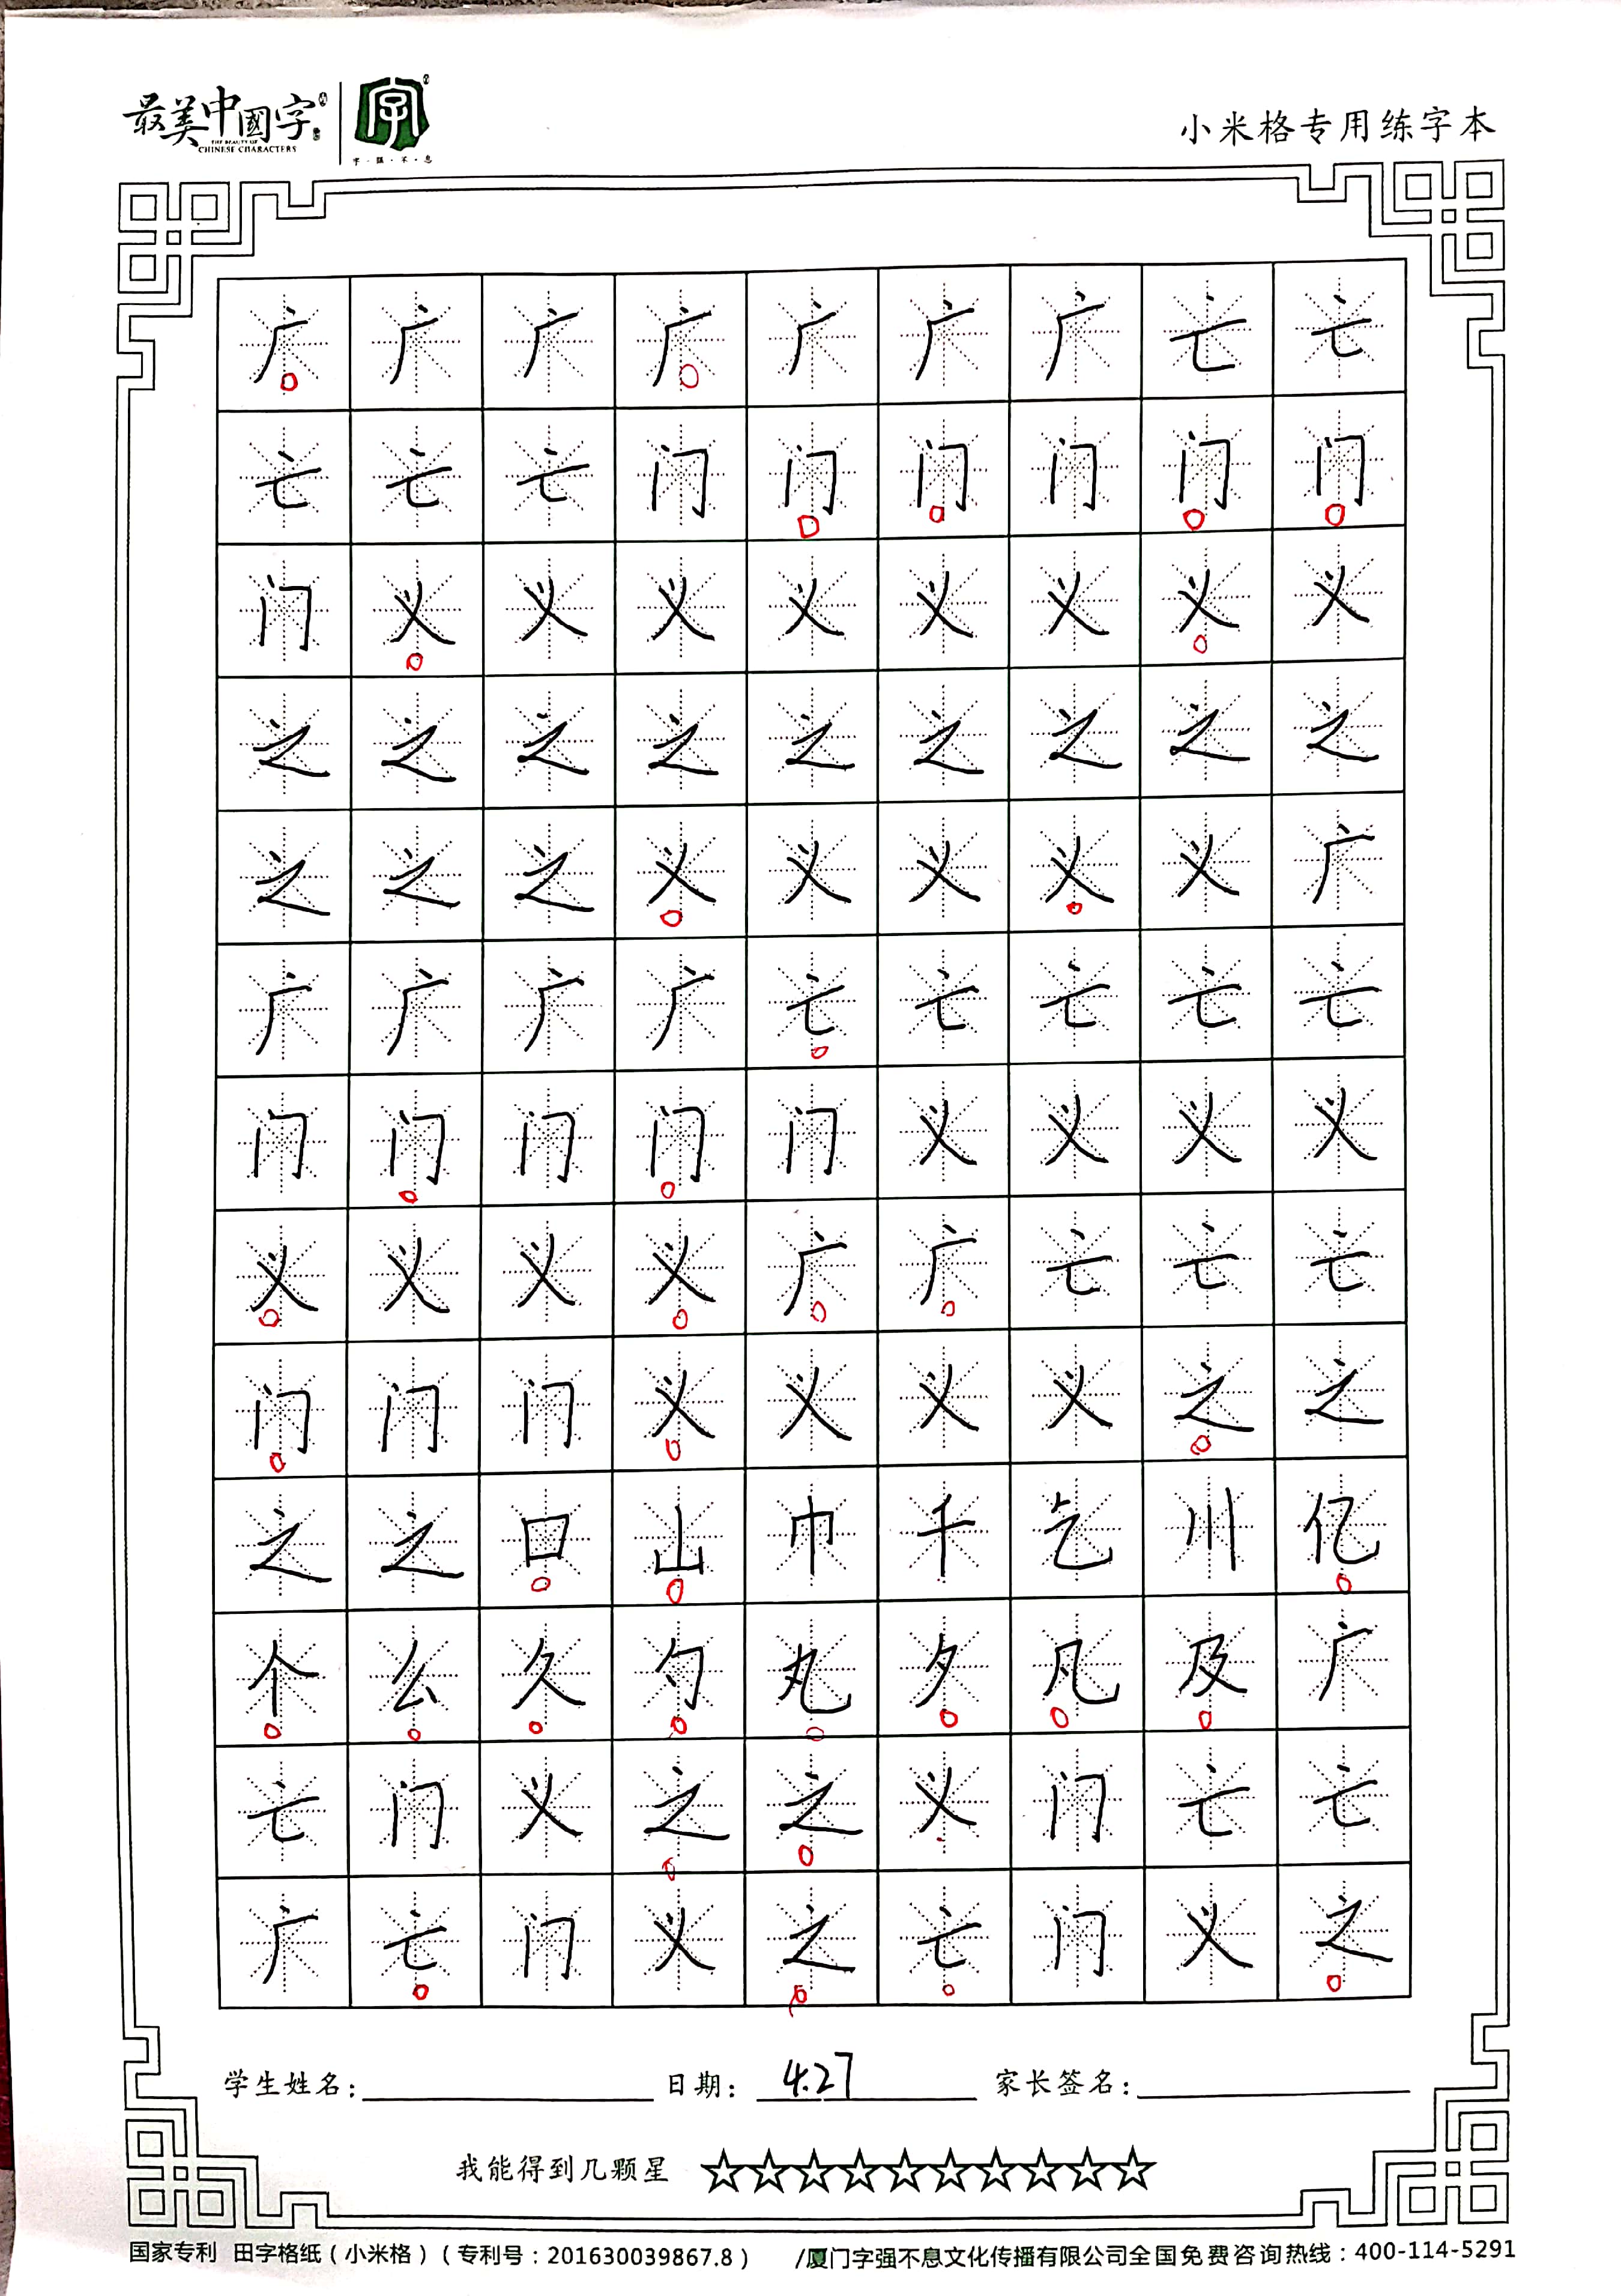 最美中國字
THE BEAUTY OF
CHINESE CHARACTERS
字
字·强·不·息
小米格专用练字本
广 广 广 广 广 广 广 亡 亡
亡 亡 亡 门 门 门 门 门 门
门 义 义 义 义 义 义 义 义
之 之 之 之 之 之 之 之 之
之 之 之 义 义 义 义 义 广
广 广 广 广 亡 亡 亡 亡 亡
门 门 门 门 门 义 义 义 义
义 义 义 义 广 广 亡 亡 亡
门 门 门 义 义 义 义 之 之
之 之 口 山 巾 千 乞 川 亿
个 么 久 勺 丸 夕 凡 及 广
亡 门 义 之 之 义 门 亡 亡
广 亡 门 义 之 亡 门 义 之
学生姓名: 日期: 4.27 家长签名:
我能得到几颗星 ☆☆☆☆☆☆☆☆☆☆
国家专利 田字格纸(小米格)(专利号:201630039867.8) /厦门字强不息文化传播有限公司全国免费咨询热线:400-114-5291